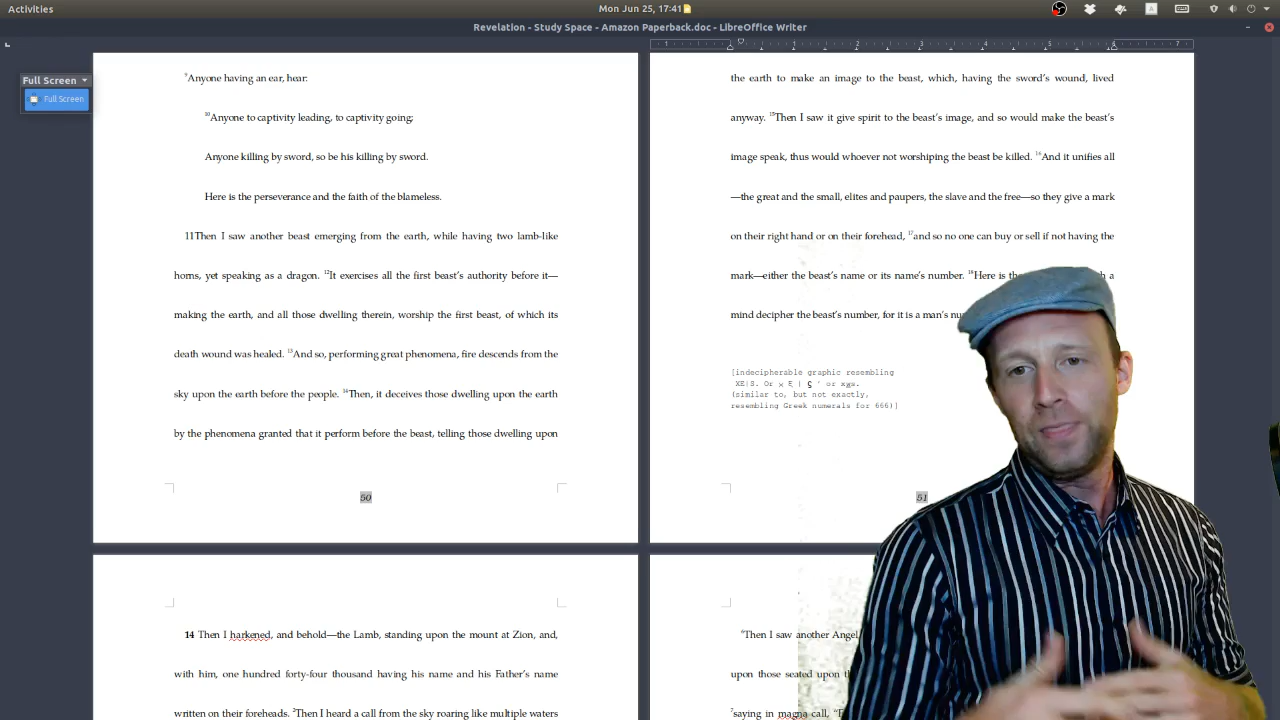 Activities
Mon Jun 25, 17:41
A
Revelation - Study Space - Amazon Paperback.doc - LibreOffice Writer
1 1 2 3 4 5 6 7
Full Screen
Full Screen
9Anyone having an ear, hear:
10Anyone to captivity leading, to captivity going;
Anyone killing by sword, so be his killing by sword.
Here is the perseverance and the faith of the blameless.
11Then I saw another beast emerging from the earth, while having two lamb-like
horns, yet speaking as a dragon. 12It exercises all the first beast's authority before it—
making the earth, and all those dwelling therein, worship the first beast, of which its
death wound was healed. 13And so, performing great phenomena, fire descends from the
sky upon the earth before the people. 14Then, it deceives those dwelling upon the earth
by the phenomena granted that it perform before the beast, telling those dwelling upon
50
the earth to make an image to the beast, which, having the sword's wound, lived
anyway. 15Then I saw it give spirit to the beast's image, and so would make the beast's
image speak, thus would whoever not worshiping the beast be killed. 16And it unifies all
—the great and the small, elites and paupers, the slave and the free—so they give a mark
on their right hand or on their forehead, 17and so no one can buy or sell if not having the
mark—either the beast's name or its name's number. 18Here is the a
mind decipher the beast's number, for it is a man's
[indecipherable graphic resembling
XE|S. Or χ ξ | ϛ ' or χξς.
(similar to, but not exactly,
resembling Greek numerals for 666)]
51
14 Then I harkened, and behold—the Lamb, standing upon the mount at Zion, and,
with him, one hundred forty-four thousand having his name and his Father's name
written on their foreheads. 2Then I heard a call from the sky roaring like multiple waters
6Then I saw another Angel,
upon those seated upon
7saying in magna call,